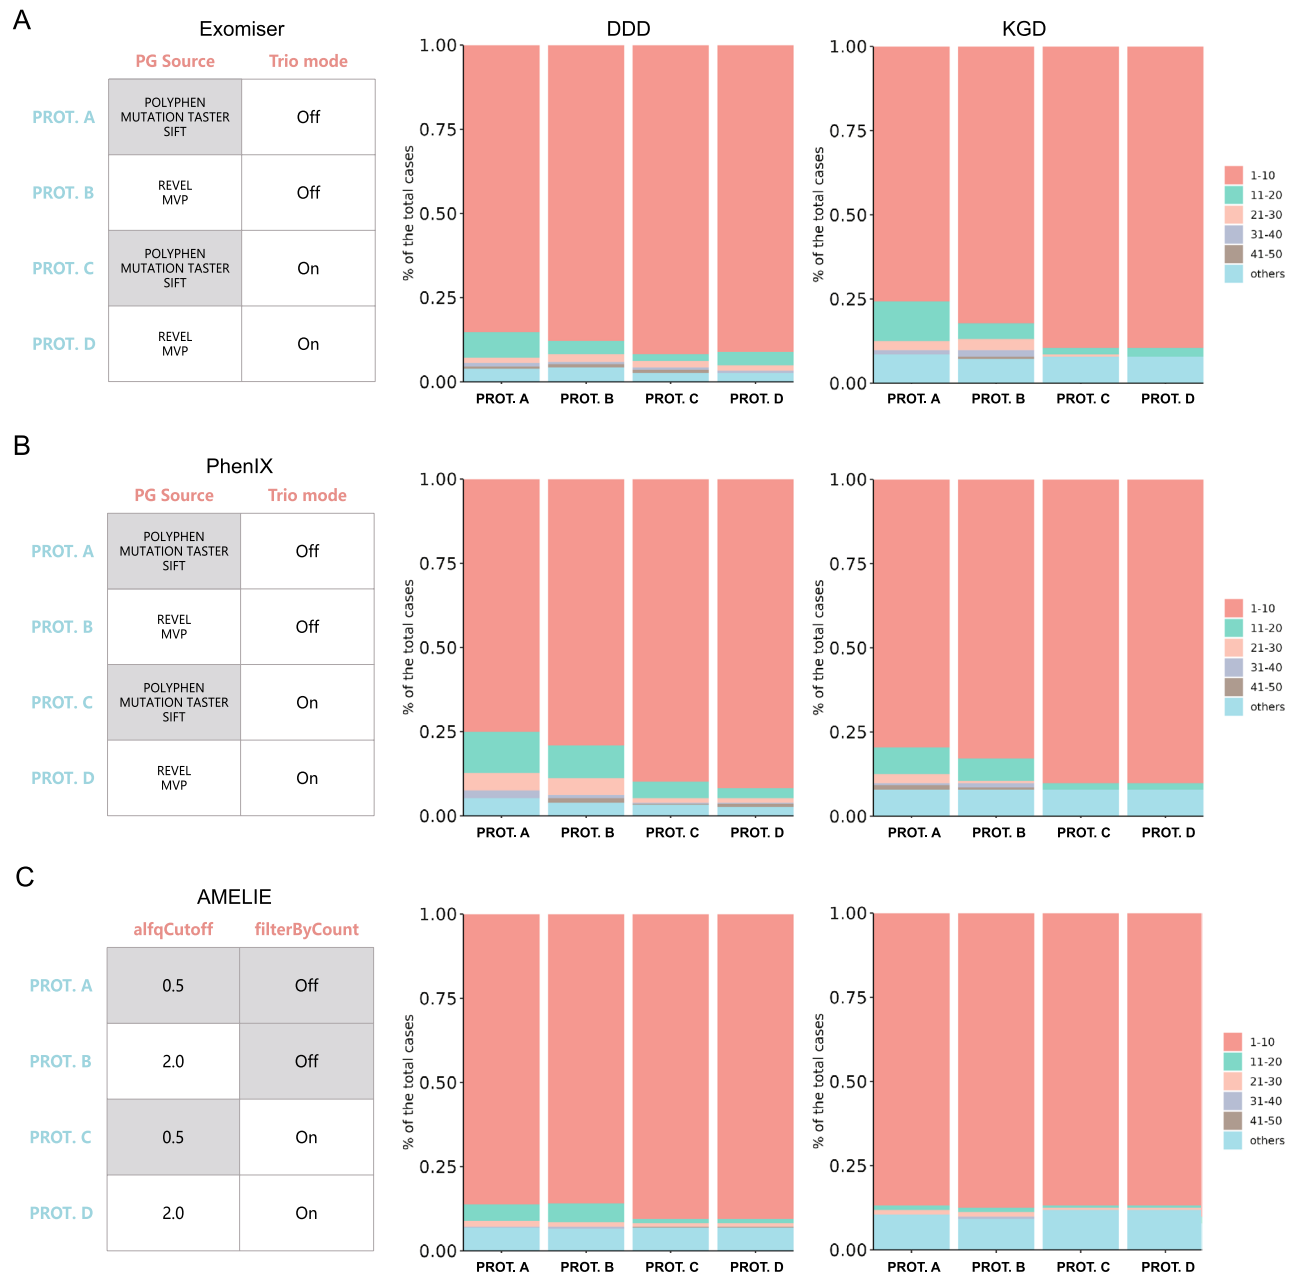 A
Exomiser
DDD
KGD
PG Source
Trio mode
PROT. A
POLYPHEN
MUTATION TASTER
SIFT
Off
PROT. B
REVEL
MVP
Off
PROT. C
POLYPHEN
MUTATION TASTER
SIFT
On
PROT. D
REVEL
MVP
On
% of the total cases
1.00
0.75
0.50
0.25
0.00
PROT. A
PROT. B
PROT. C
PROT. D
% of the total cases
1.00
0.75
0.50
0.25
0.00
PROT. A
PROT. B
PROT. C
PROT. D
1-10
11-20
21-30
31-40
41-50
others
B
PhenIX
PG Source
Trio mode
PROT. A
POLYPHEN
MUTATION TASTER
SIFT
Off
PROT. B
REVEL
MVP
Off
PROT. C
POLYPHEN
MUTATION TASTER
SIFT
On
PROT. D
REVEL
MVP
On
% of the total cases
1.00
0.75
0.50
0.25
0.00
PROT. A
PROT. B
PROT. C
PROT. D
% of the total cases
1.00
0.75
0.50
0.25
0.00
PROT. A
PROT. B
PROT. C
PROT. D
1-10
11-20
21-30
31-40
41-50
others
C
AMELIE
alfqCutoff
filterByCount
PROT. A
0.5
Off
PROT. B
2.0
Off
PROT. C
0.5
On
PROT. D
2.0
On
% of the total cases
1.00
0.75
0.50
0.25
0.00
PROT. A
PROT. B
PROT. C
PROT. D
% of the total cases
1.00
0.75
0.50
0.25
0.00
PROT. A
PROT. B
PROT. C
PROT. D
1-10
11-20
21-30
31-40
41-50
others